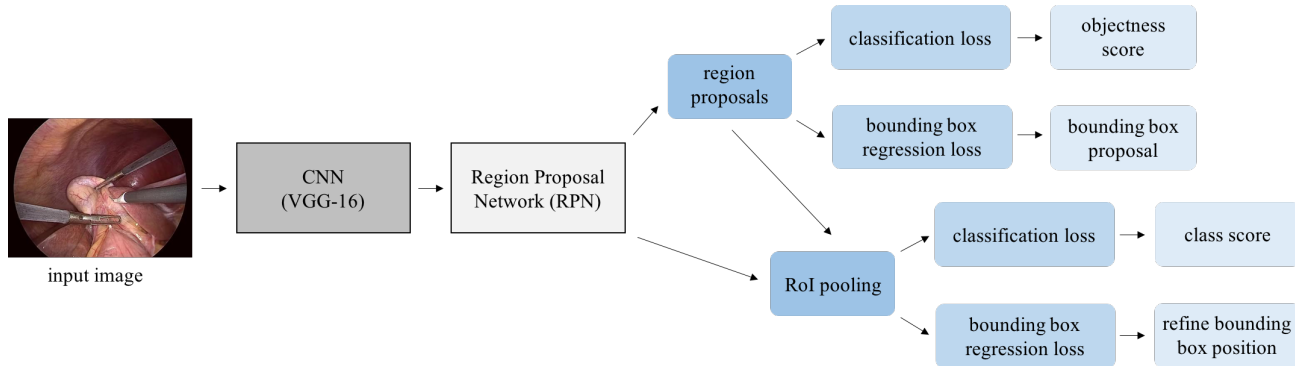 input image
CNN
(VGG-16)
Region Proposal
Network (RPN)
region
proposals
classification loss
objectness
score
bounding box
regression loss
bounding box
proposal
RoI pooling
classification loss
class score
bounding box
regression loss
refine bounding
box position